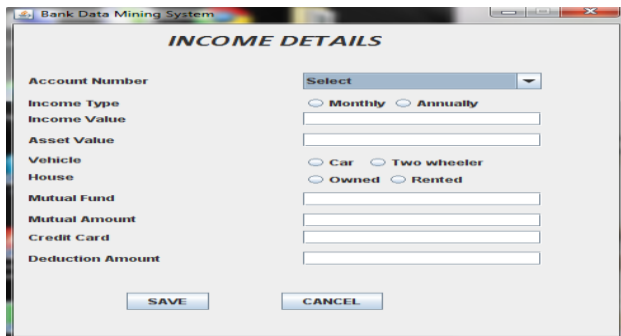 Bank Data Mining System
INCOME DETAILS
Account Number Select
Income Type Monthly Annually
Income Value
Asset Value
Vehicle Car Two wheeler
House Owned Rented
Mutual Fund
Mutual Amount
Credit Card
Deduction Amount
SAVE CANCEL